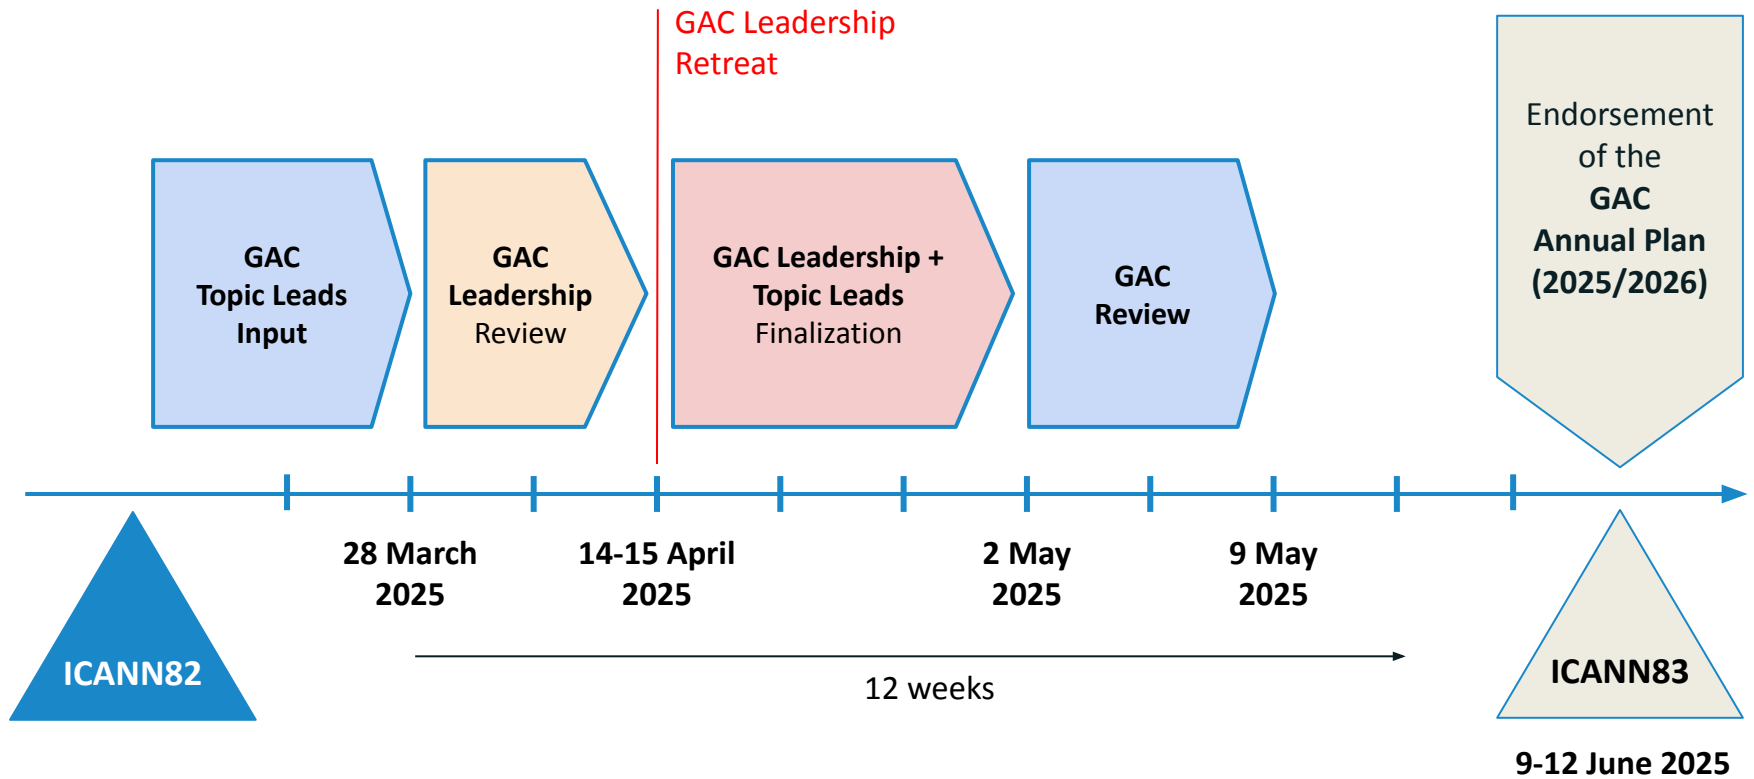 GAC Leadership
Retreat
Endorsement
of the
GAC
Annual Plan
(2025/2026)
GAC
Topic Leads
Input
GAC
Leadership
Review
GAC Leadership +
Topic Leads
Finalization
GAC
Review
28 March
2025
14-15 April
2025
2 May
2025
9 May
2025
12 weeks
ICANN82
ICANN83
9-12 June 2025